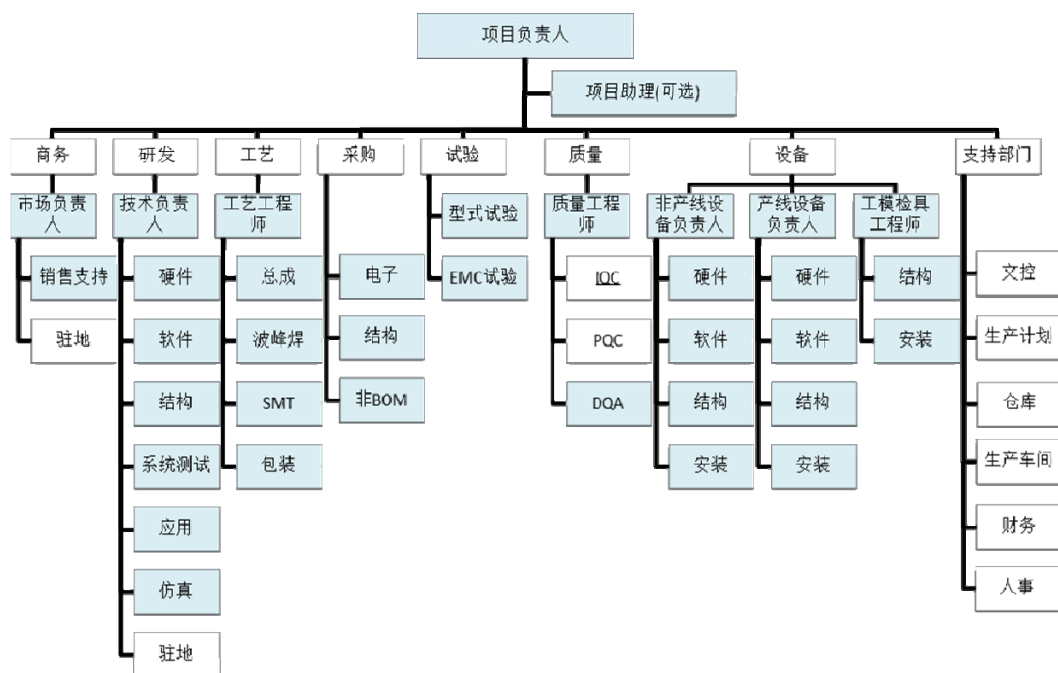 项目负责人
项目助理(可选)
商务
研发
工艺
采购
试验
质量
设备
支持部门
市场负责
人
技术负责
人
工艺工程
师
型式试验
EMC试验
质量工程
师
非产线设
备负责人
产线设备
负责人
工模检具
工程师
销售支持
驻地
硬件
软件
结构
系统测试
应用
仿真
驻地
总成
波峰焊
SMT
包装
电子
结构
非BOM
IQC
PQC
DQA
硬件
软件
结构
安装
硬件
软件
结构
安装
结构
安装
文控
生产计划
仓库
生产车间
财务
人事